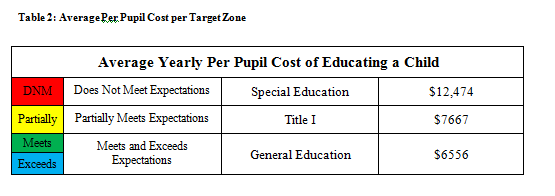 Table 2: Average Per Pupil Cost per Target Zone
Average Yearly Per Pupil Cost of Educating a Child
DNM Does Not Meet Expectations Special Education $12,474
Partially Partially Meets Expectations Title I $7667
Meets
Exceeds
Meets and Exceeds
Expectations
General Education $6556